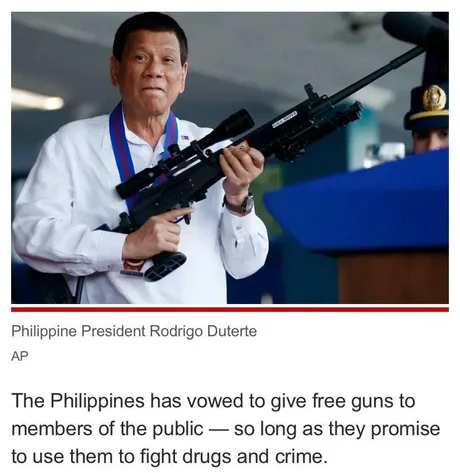 Philippine President Rodrigo Duterte
AP
The Philippines has vowed to give free guns to
members of the public — so long as they promise
to use them to fight drugs and crime.